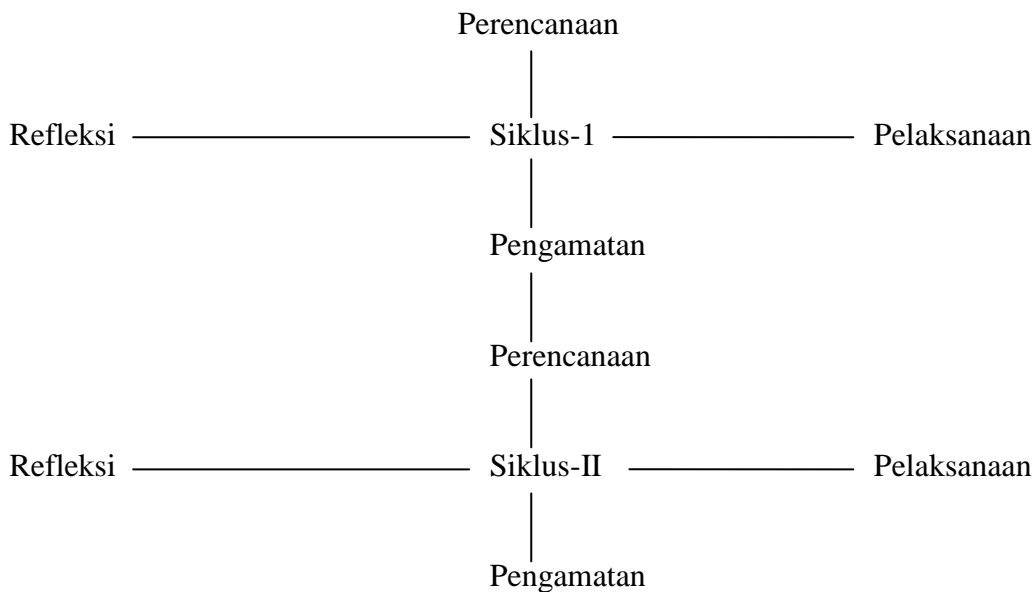 Perencanaan
Refleksi Siklus-1 Pelaksanaan
Pengamatan
Perencanaan
Refleksi Siklus-II Pelaksanaan
Pengamatan